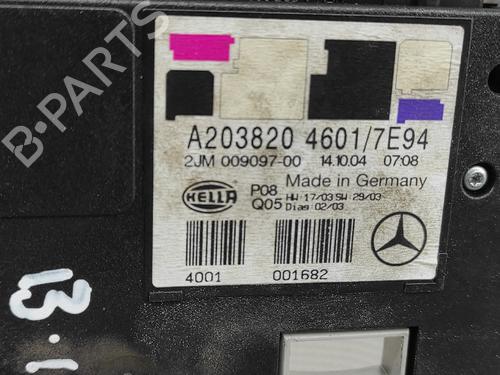 B-PARTS
A203820 4601/7E94
2JM 009097-00 14.10.04 07:08
HELLA P08 Made in Germany
Q05 HW 17/03 SW 29/03
Diag 02/03
4001 001682
B.1